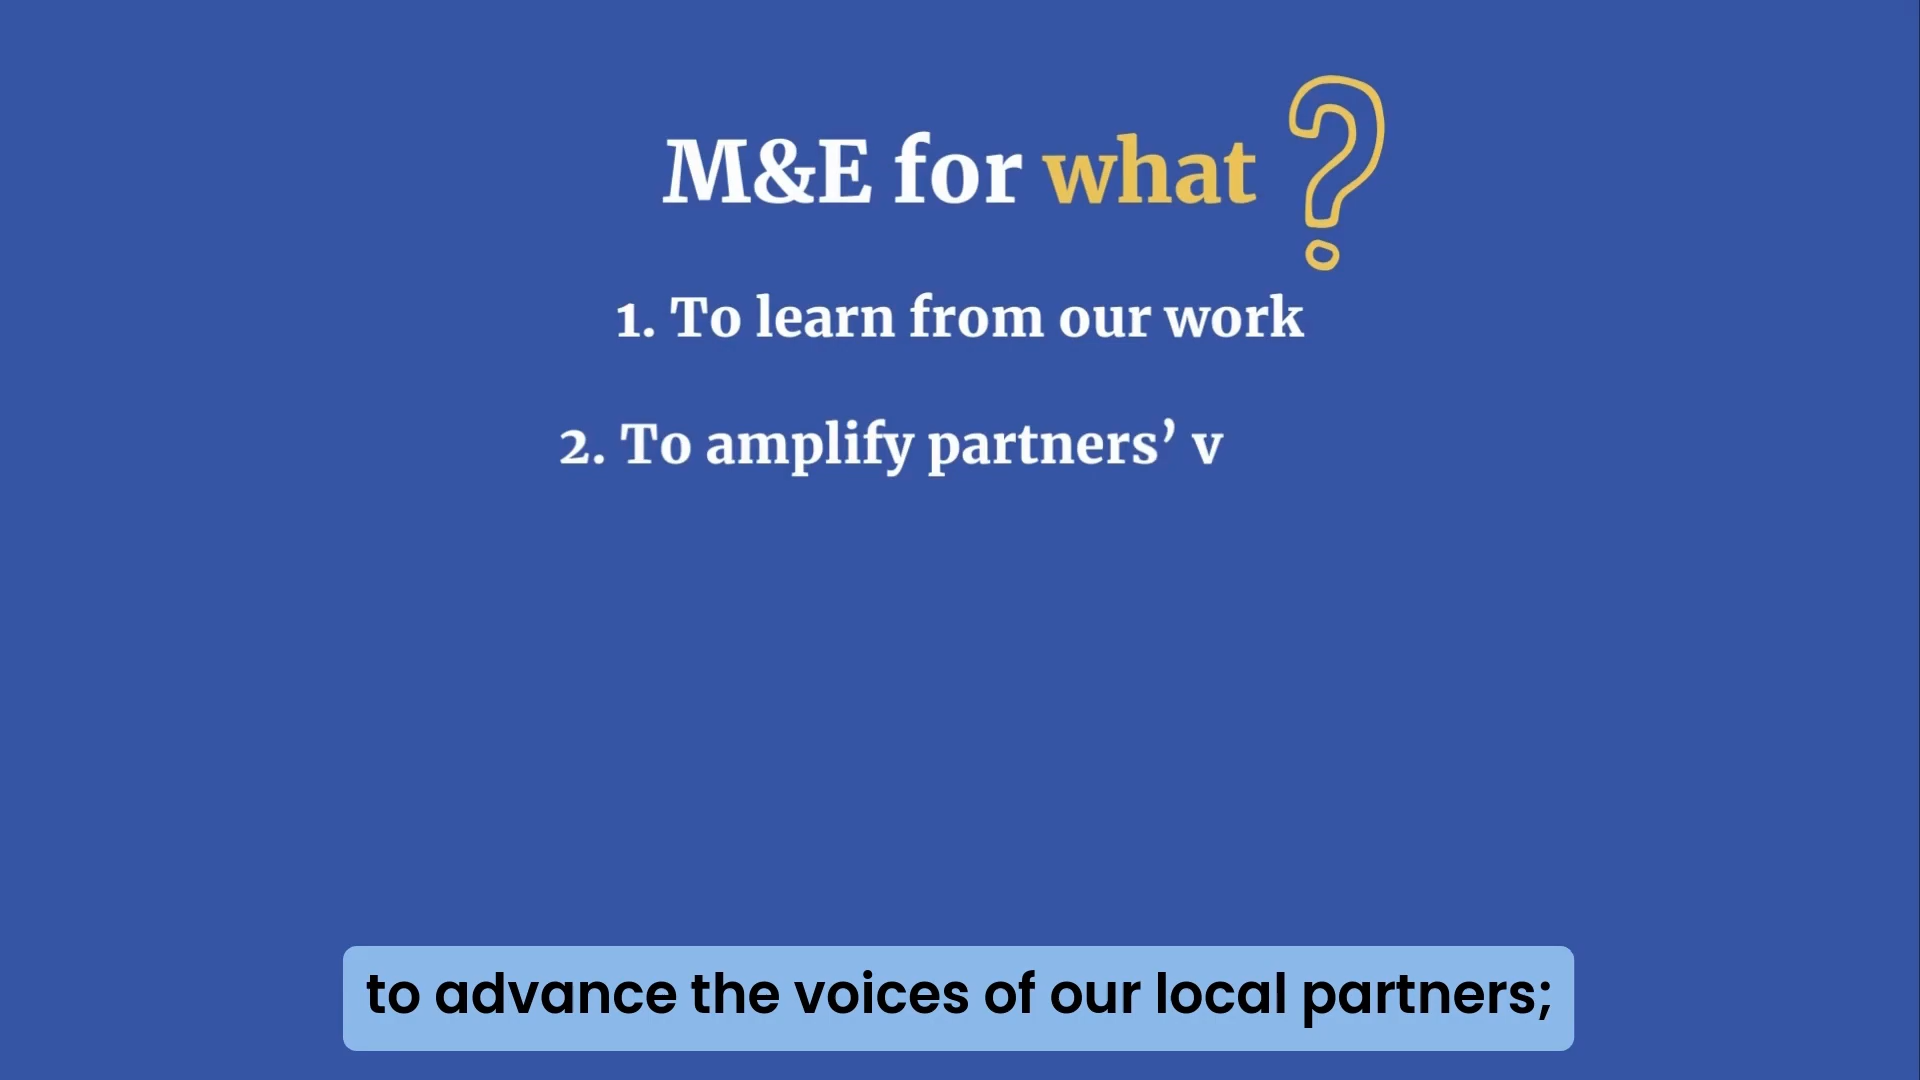 M&E for what?
1. To learn from our work
2. To amplify partners’ v
to advance the voices of our local partners;